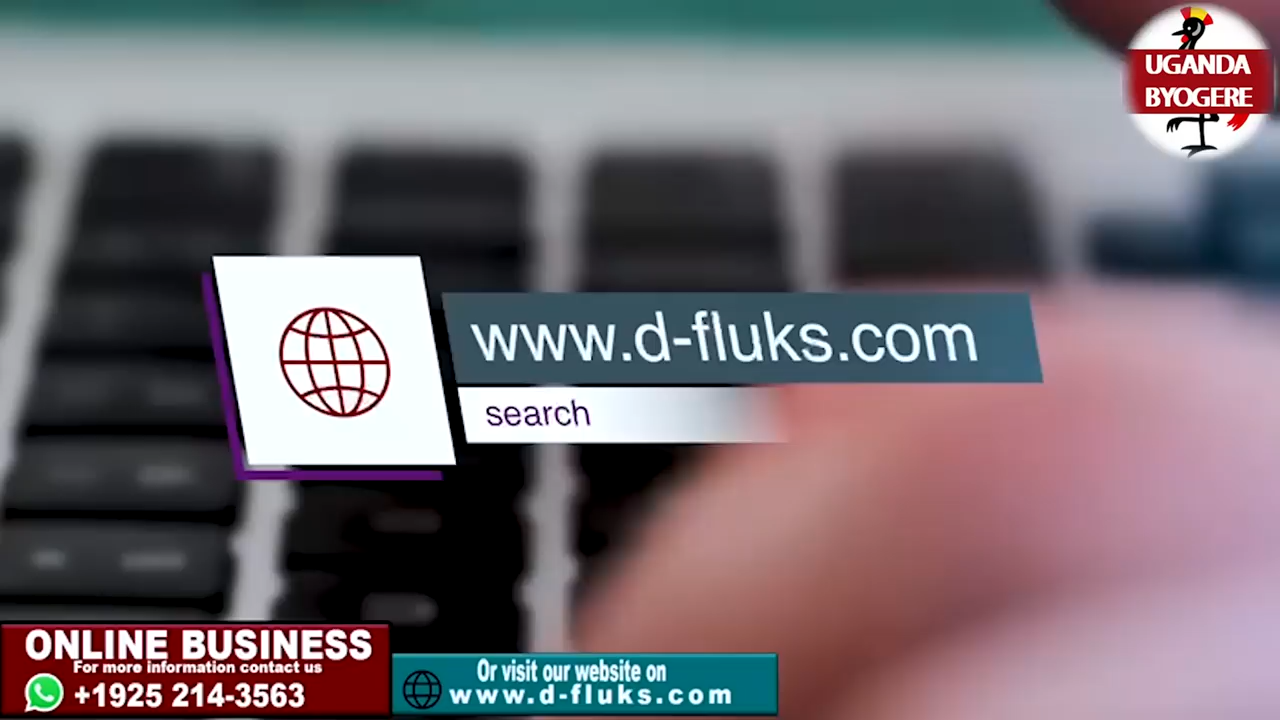 UGANDA
BYOGERE
www.d-fluks.com
search
ONLINE BUSINESS
For more information contact us
+1925 214-3563
Or visit our website on
www.d-fluks.com